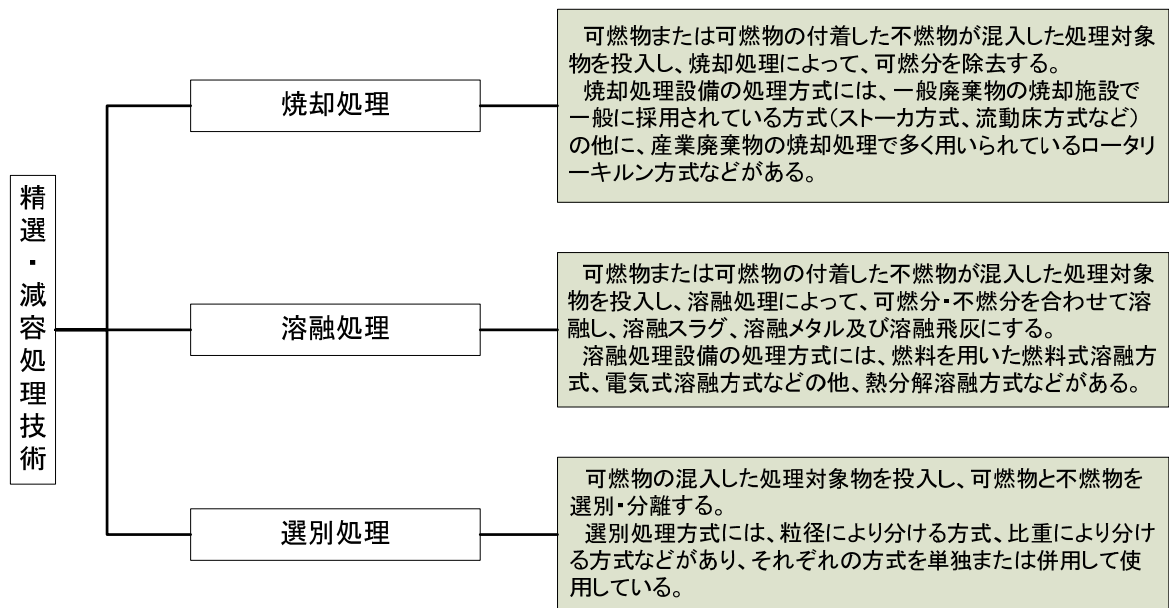 精選・減容処理技術
焼却処理
可燃物または可燃物の付着した不燃物が混入した処理対象
物を投入し、焼却処理によって、可燃分を除去する。
焼却処理設備の処理方式には、一般廃棄物の焼却施設で
一般に採用されている方式(ストーカ方式、流動床方式など)
の他に、産業廃棄物の焼却処理で多く用いられているロータリ
ーキルン方式などがある。
溶融処理
可燃物または可燃物の付着した不燃物が混入した処理対象
物を投入し、溶融処理によって、可燃分・不燃分を合わせて溶
融し、溶融スラグ、溶融メタル及び溶融飛灰にする。
溶融処理設備の処理方式には、燃料を用いた燃料式溶融方
式、電気式溶融方式などの他、熱分解溶融方式などがある。
選別処理
可燃物の混入した処理対象物を投入し、可燃物と不燃物を
選別・分離する。
選別処理方式には、粒径により分ける方式、比重により分け
る方式などがあり、それぞれの方式を単独または併用して使
用している。